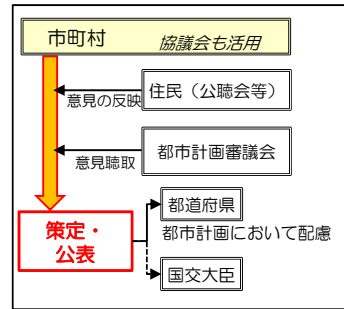 市町村 協議会も活用
意見の反映
住民（公聴会等）
意見聴取
都市計画審議会
策定・
公表
都道府県
都市計画において配慮
国交大臣